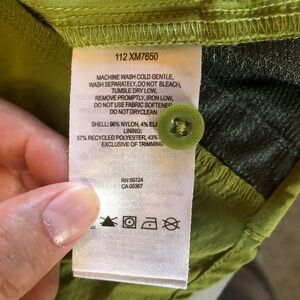 112 XM7650
MACHINE WASH COLD GENTLE,
WASH SEPARATELY, DO NOT BLEACH,
TUMBLE DRY LOW,
REMOVE PROMPTLY, IRON LOW,
DO NOT USE FABRIC SOFTENER
DO NOT DRYCLEAN
SHELL: 96% NYLON, 4%
LINING:
57% RECYCLED POLYESTER, 43%
EXCLUSIVE OF TRIMMING
RN 69724
CA 05367